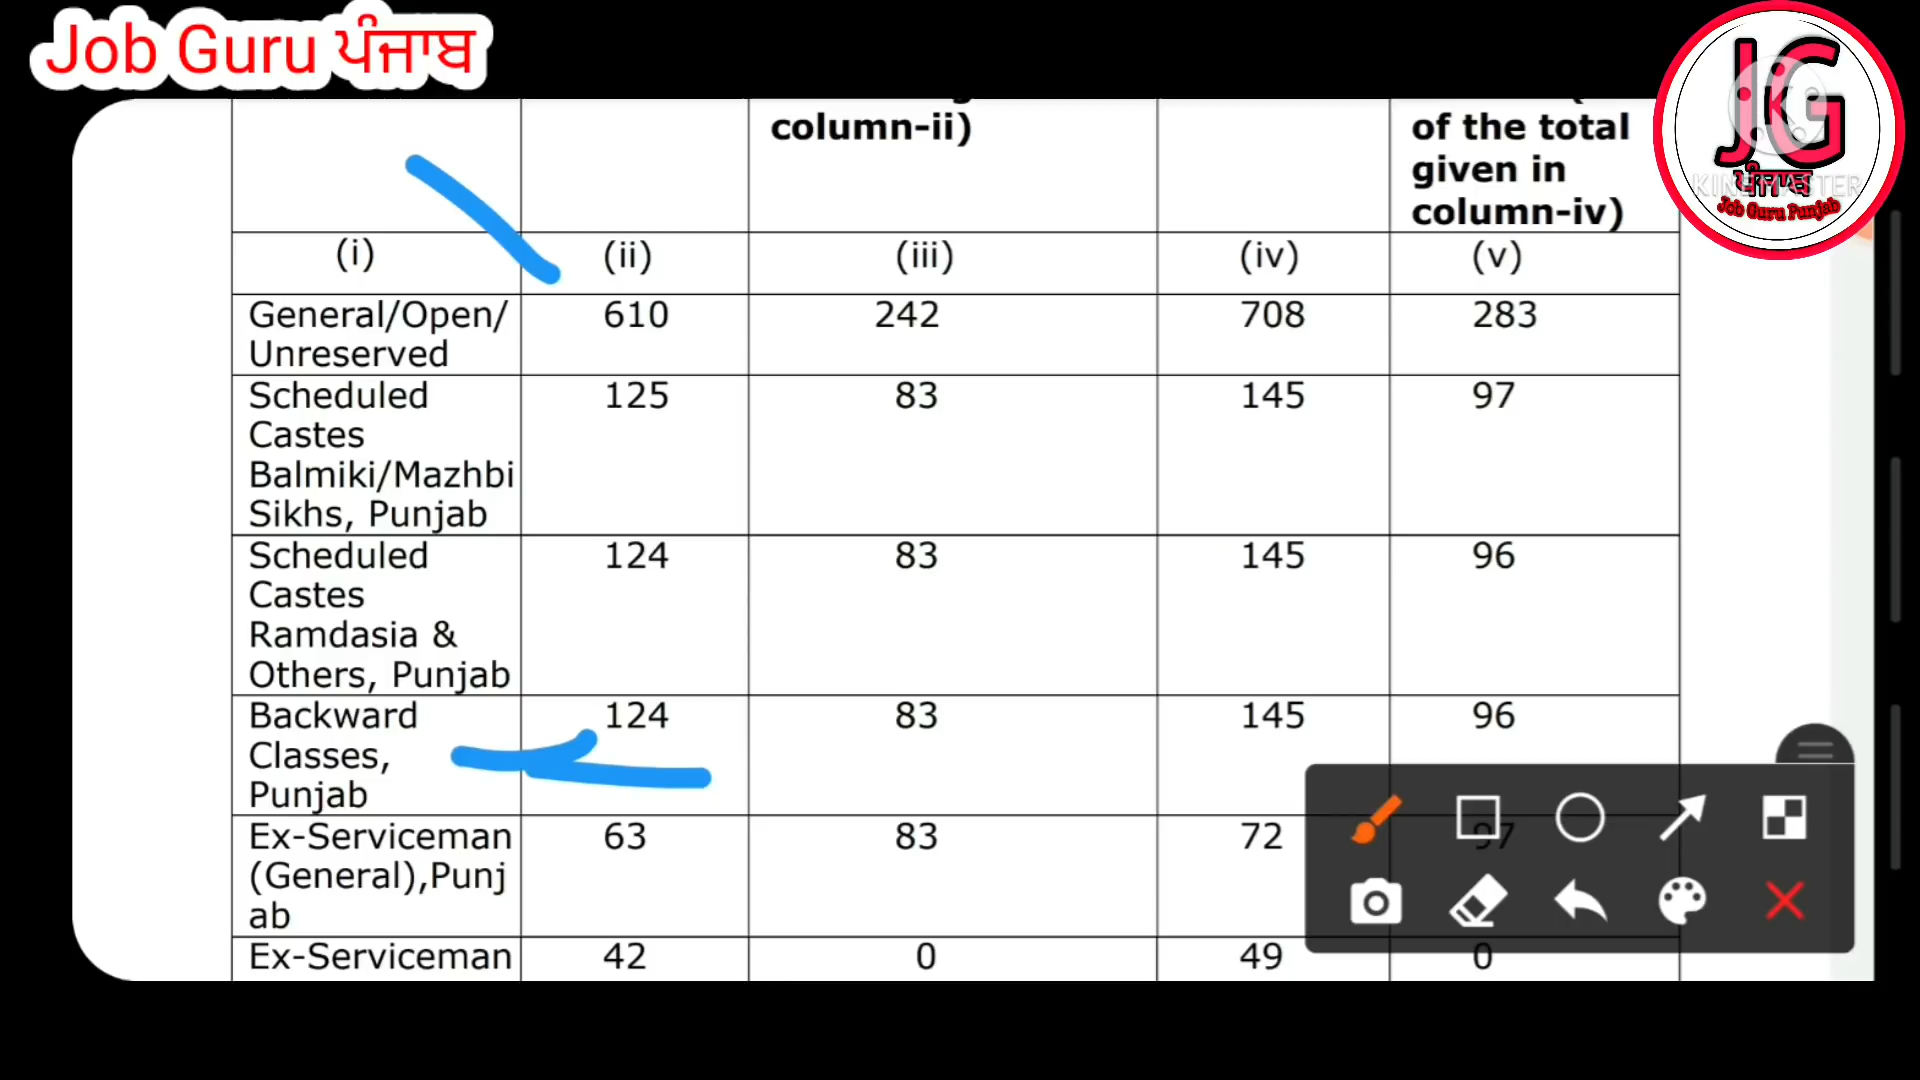 Job Guru ਪੰਜਾਬ
column-ii)
of the total
given in
column-iv)
(i) (ii) (iii) (iv) (v)
General/Open/ 610 242 708 283
Unreserved
Scheduled 125 83 145 97
Castes
Balmiki/Mazhbi
Sikhs, Punjab
Scheduled 124 83 145 96
Castes
Ramdasia &
Others, Punjab
Backward 124 83 145 96
Classes,
Punjab
Ex-Serviceman 63 83 72 97
(General),Punj
ab
Ex-Serviceman 42 0 49 0
JKG
KINEMASTER
ਪੰਜਾਬ
Job Guru Punjab